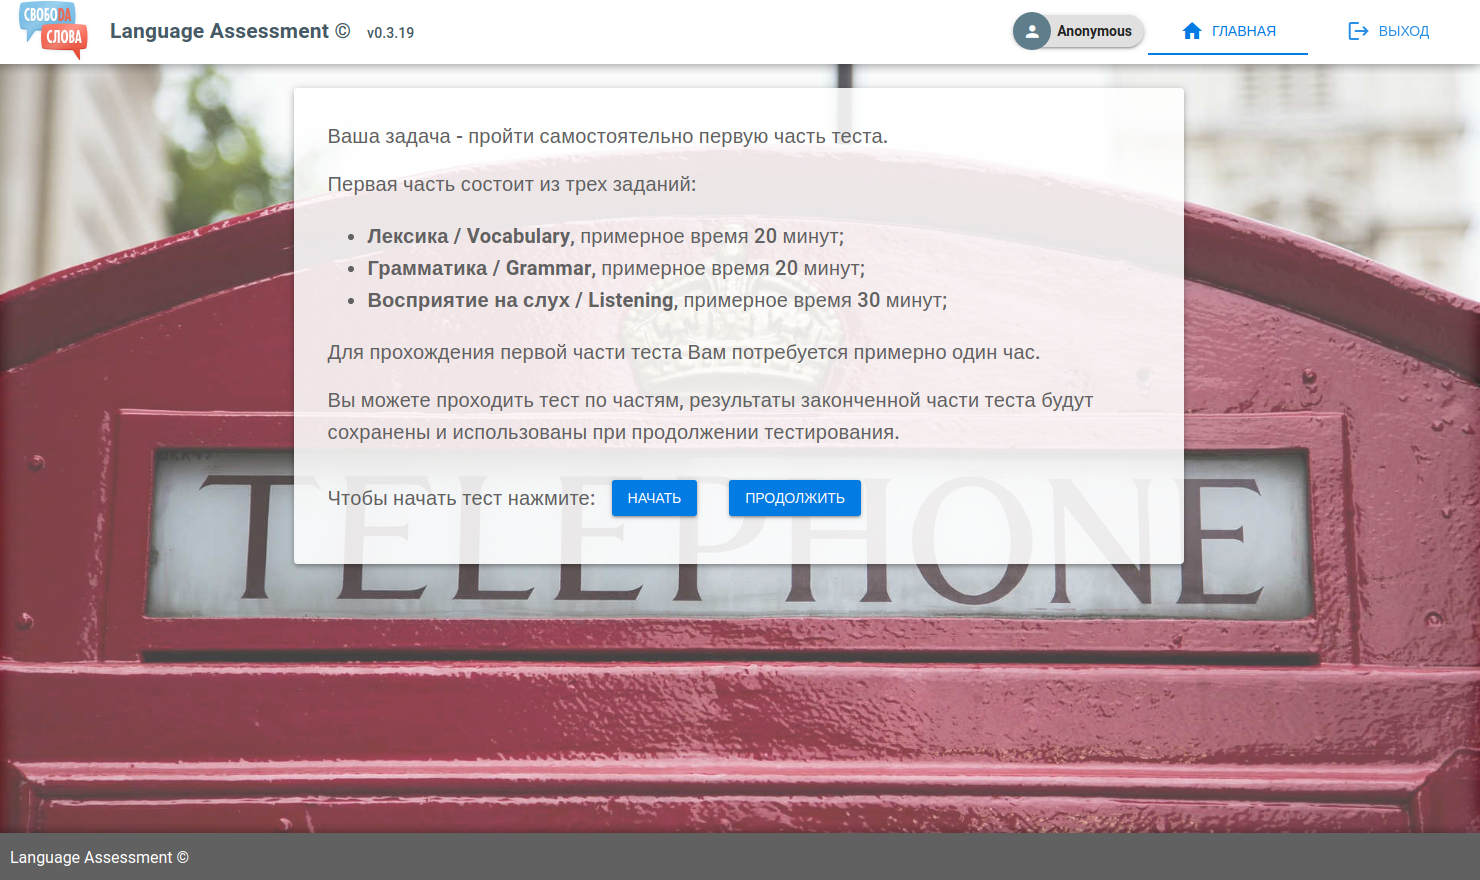 СВОБОDA
СЛОВА
Language Assessment © v0.3.19
Anonymous
ГЛАВНАЯ
ВЫХОД
Ваша задача - пройти самостоятельно первую часть теста.
Первая часть состоит из трех заданий:
• Лексика / Vocabulary, примерное время 20 минут;
• Грамматика / Grammar, примерное время 20 минут;
• Восприятие на слух / Listening, примерное время 30 минут;
Для прохождения первой части теста Вам потребуется примерно один час.
Вы можете проходить тест по частям, результаты законченной части теста будут
сохранены и использованы при продолжении тестирования.
Чтобы начать тест нажмите: НАЧАТЬ ПРОДОЛЖИТЬ
TELEPHONE
Language Assessment ©